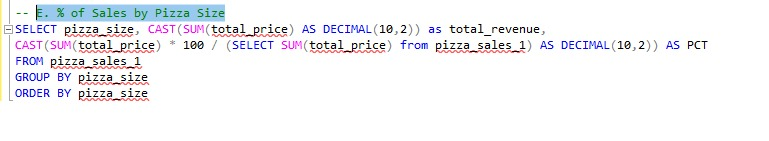 -- E. % of Sales by Pizza Size
SELECT pizza_size, CAST(SUM(total_price) AS DECIMAL(10,2)) as total_revenue,
CAST(SUM(total_price) * 100 / (SELECT SUM(total_price) from pizza_sales_1) AS DECIMAL(10,2)) AS PCT
FROM pizza_sales_1
GROUP BY pizza_size
ORDER BY pizza_size